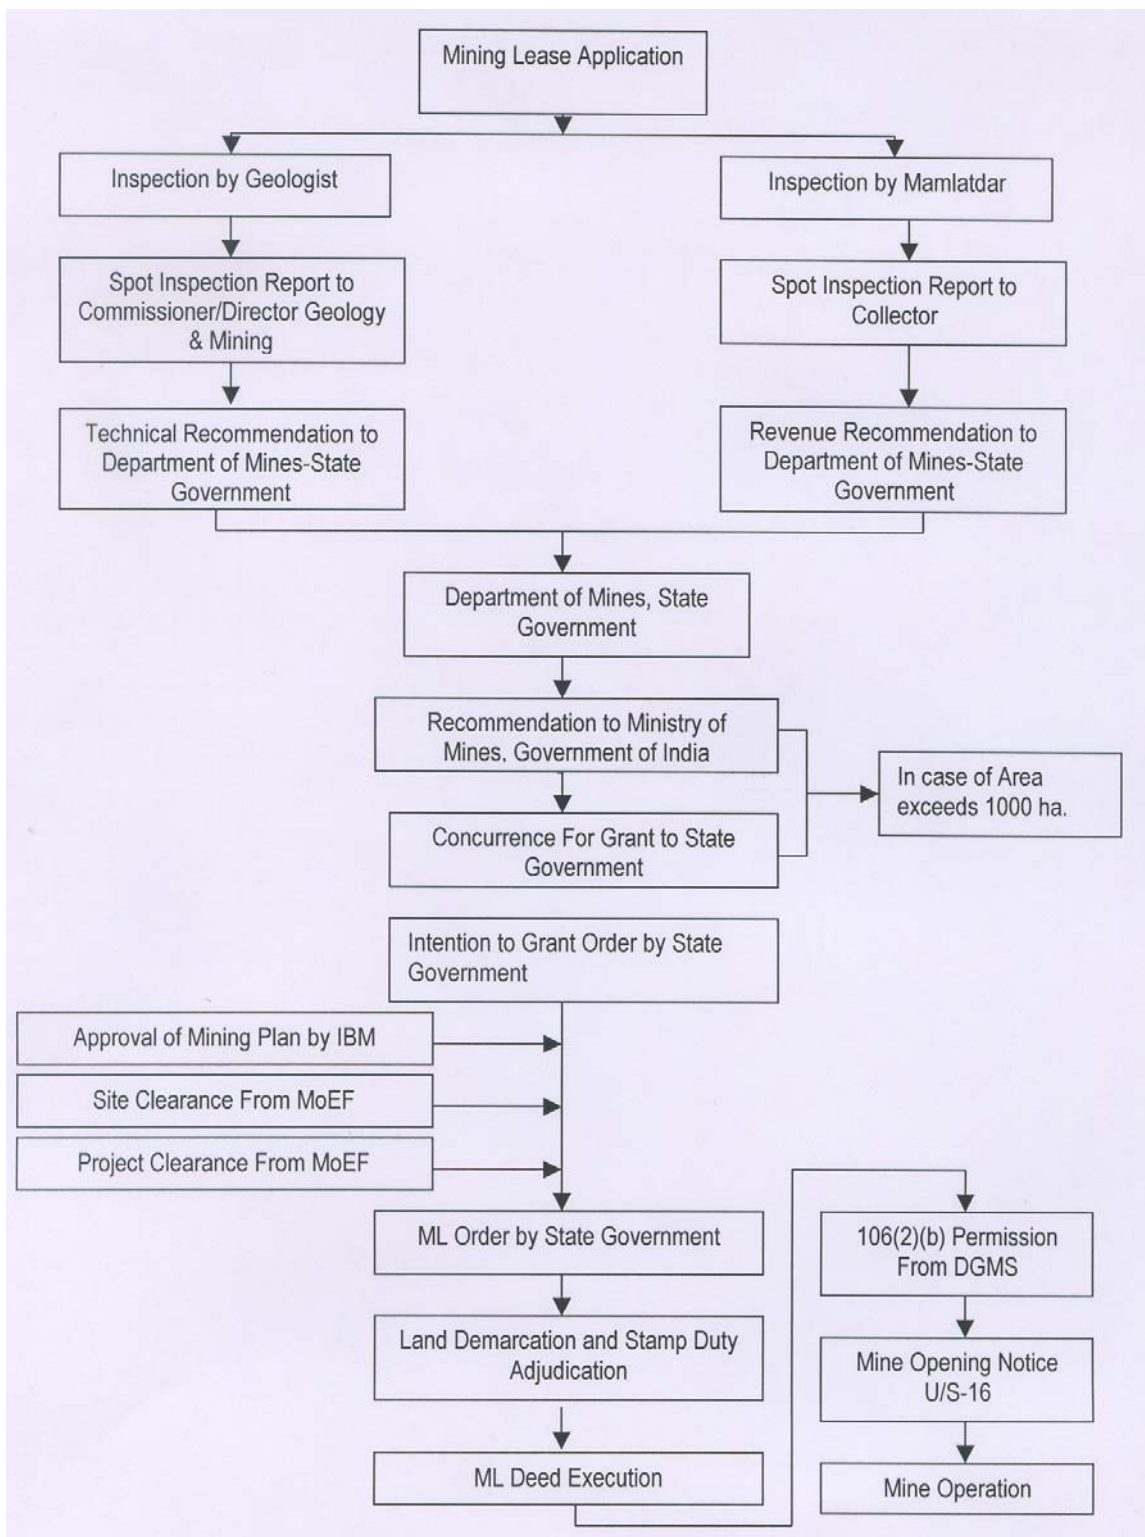 Mining Lease Application
Inspection by Geologist
Inspection by Mamlatdar
Spot Inspection Report to
Commissioner/Director Geology
& Mining
Spot Inspection Report to
Collector
Technical Recommendation to
Department of Mines-State
Government
Revenue Recommendation to
Department of Mines-State
Government
Department of Mines, State
Government
Recommendation to Ministry of
Mines, Government of India
In case of Area
exceeds 1000 ha.
Concurrence For Grant to State
Government
Intention to Grant Order by State
Government
Approval of Mining Plan by IBM
Site Clearance From MoEF
Project Clearance From MoEF
ML Order by State Government
106(2)(b) Permission
From DGMS
Land Demarcation and Stamp Duty
Adjudication
Mine Opening Notice
U/S-16
ML Deed Execution
Mine Operation